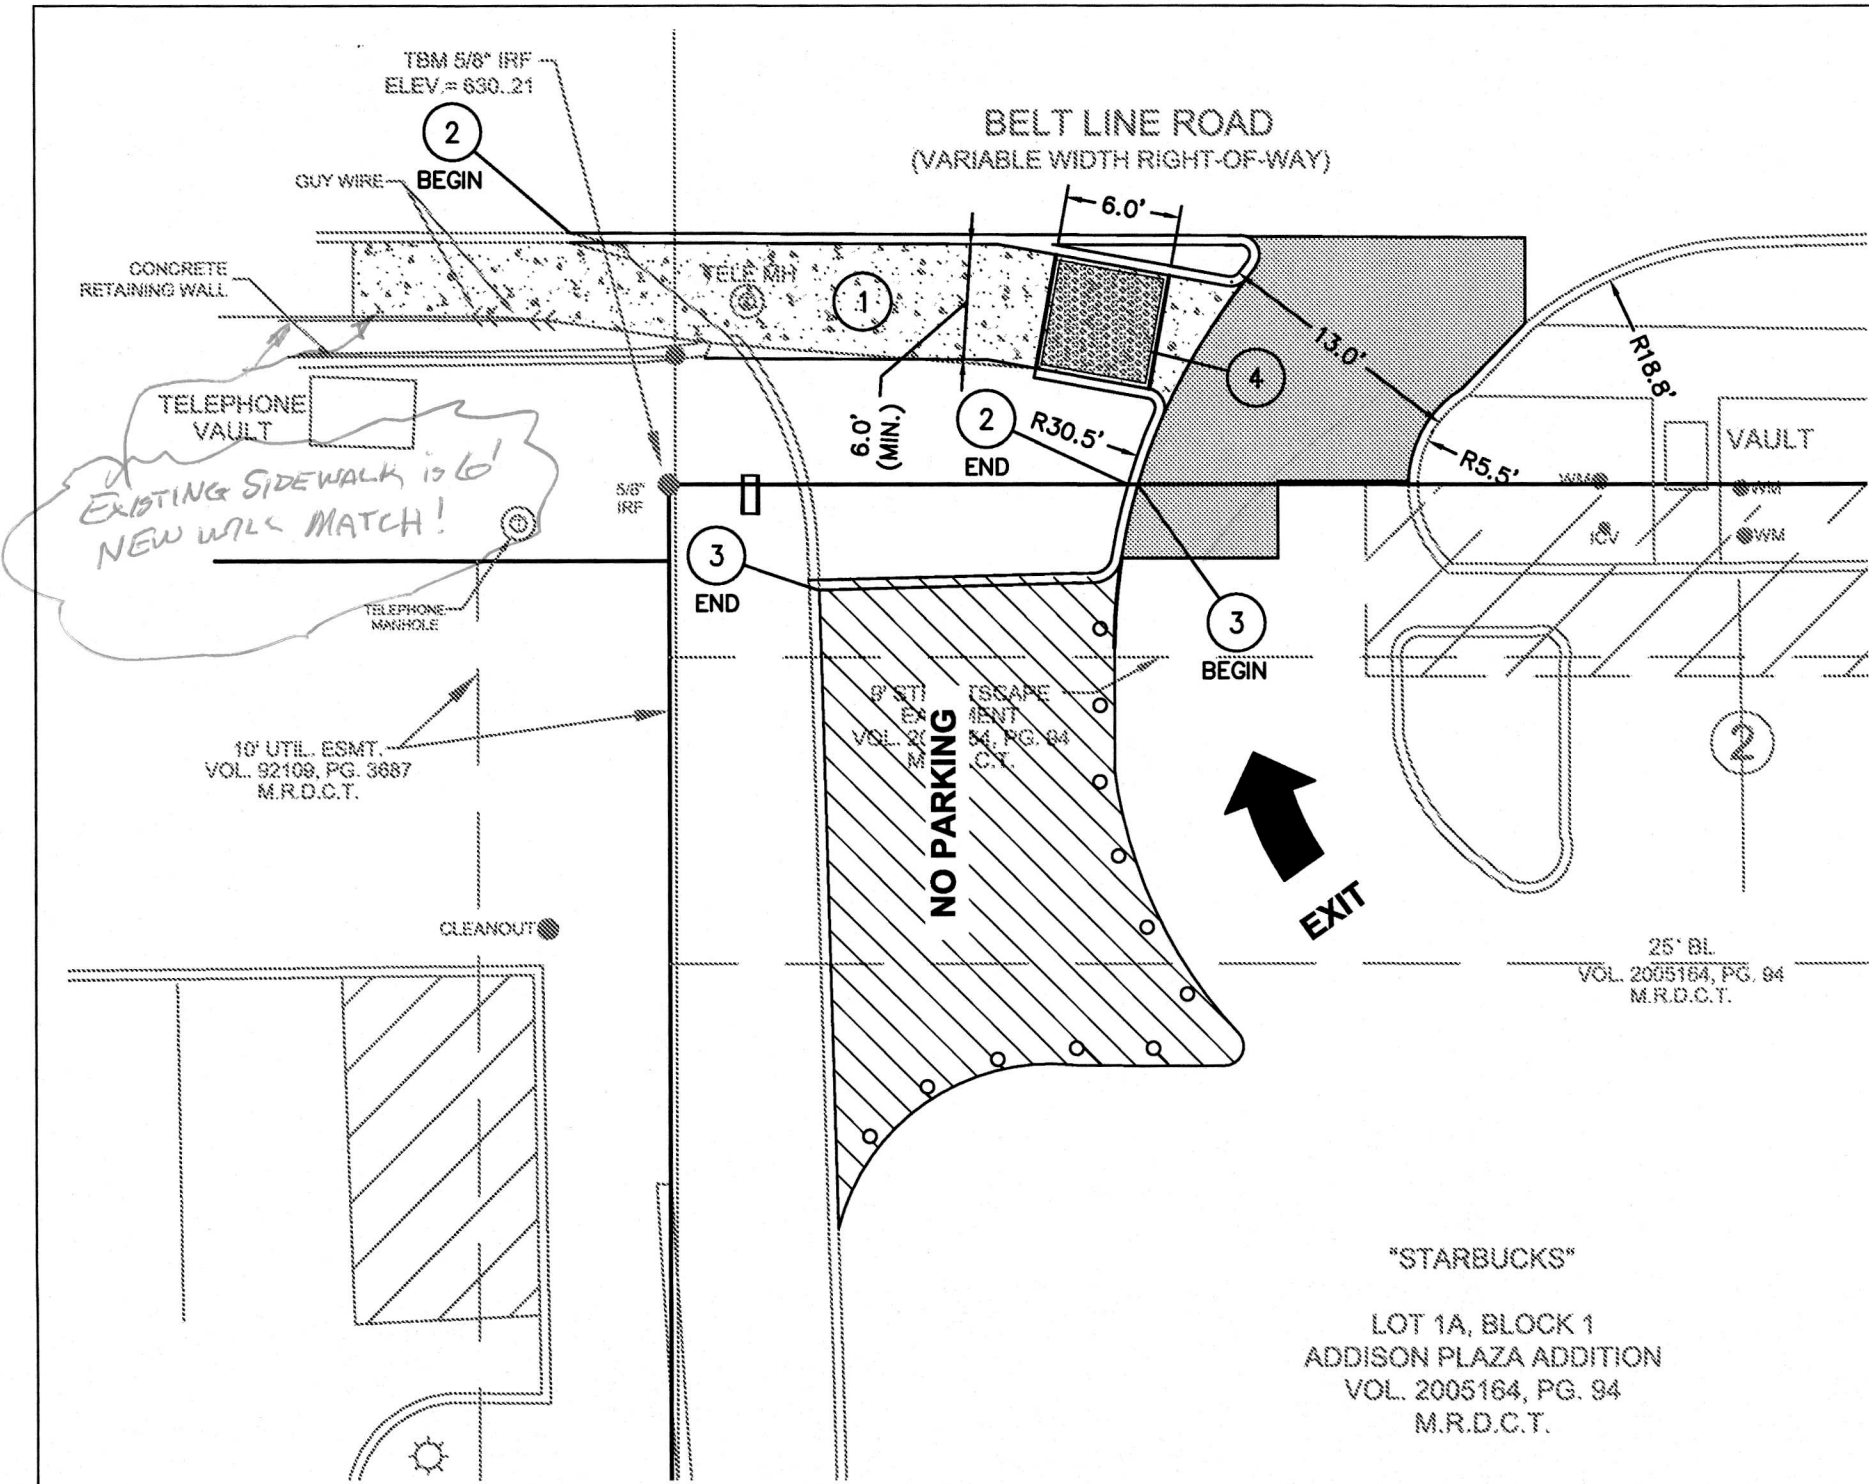 TBM 5/8" IRF
ELEV.= 630..21
2
BEGIN
BELT LINE ROAD
(VARIABLE WIDTH RIGHT-OF-WAY)
GUY WIRE
6.0'
CONCRETE
RETAINING WALL
TELE MH
1
13.0'
R18.8'
4
TELEPHONE
VAULT
6.0'
(MIN.)
2
END
R30.5'
R5.5'
VAULT
EXISTING SIDEWALK is 6'
NEW WILL MATCH!
5/8"
IRF
WM
WM
ICV
WM
3
END
TELEPHONE
MANHOLE
3
BEGIN
10' UTIL. ESMT.
VOL. 92109, PG. 3687
M.R.D.C.T.
PG. 94
NO PARKING
2
EXIT
CLEANOUT
25' BL
VOL. 2005164, PG. 94
M.R.D.C.T.
"STARBUCKS"
LOT 1A, BLOCK 1
ADDISON PLAZA ADDITION
VOL. 2005164, PG. 94
M.R.D.C.T.